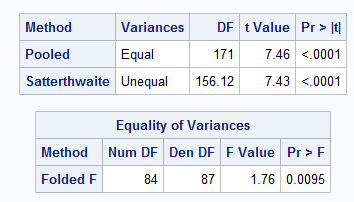 Method Variances DF t Value Pr > |t|
Pooled Equal 171 7.46 <.0001
Satterthwaite Unequal 156.12 7.43 <.0001
Equality of Variances
Method Num DF Den DF F Value Pr > F
Folded F 84 87 1.76 0.0095